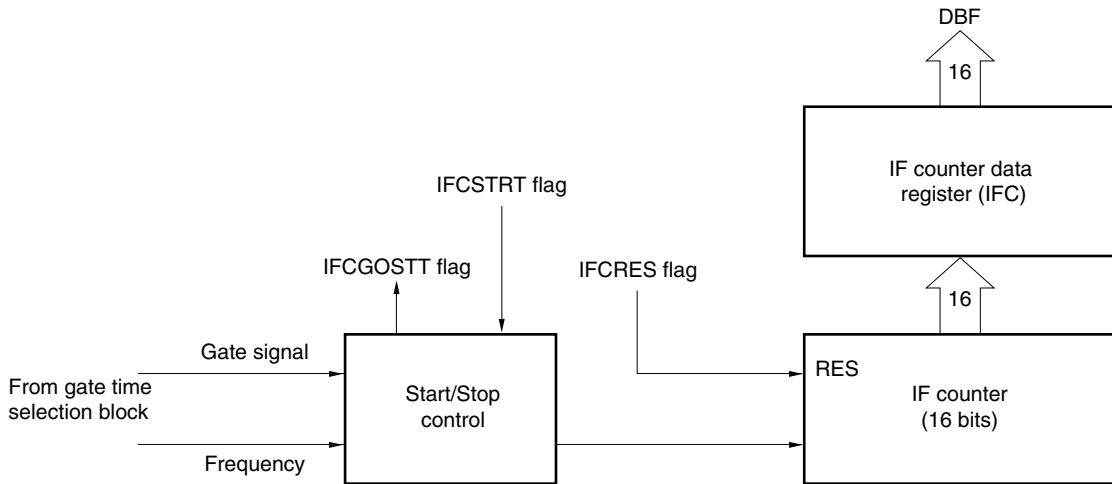 DBF
16
IF counter data
register (IFC)
IFCSTRT flag
IFCGOSTT flag
IFCRES flag
16
Gate signal
From gate time
selection block
Start/Stop
control
RES
IF counter
(16 bits)
Frequency